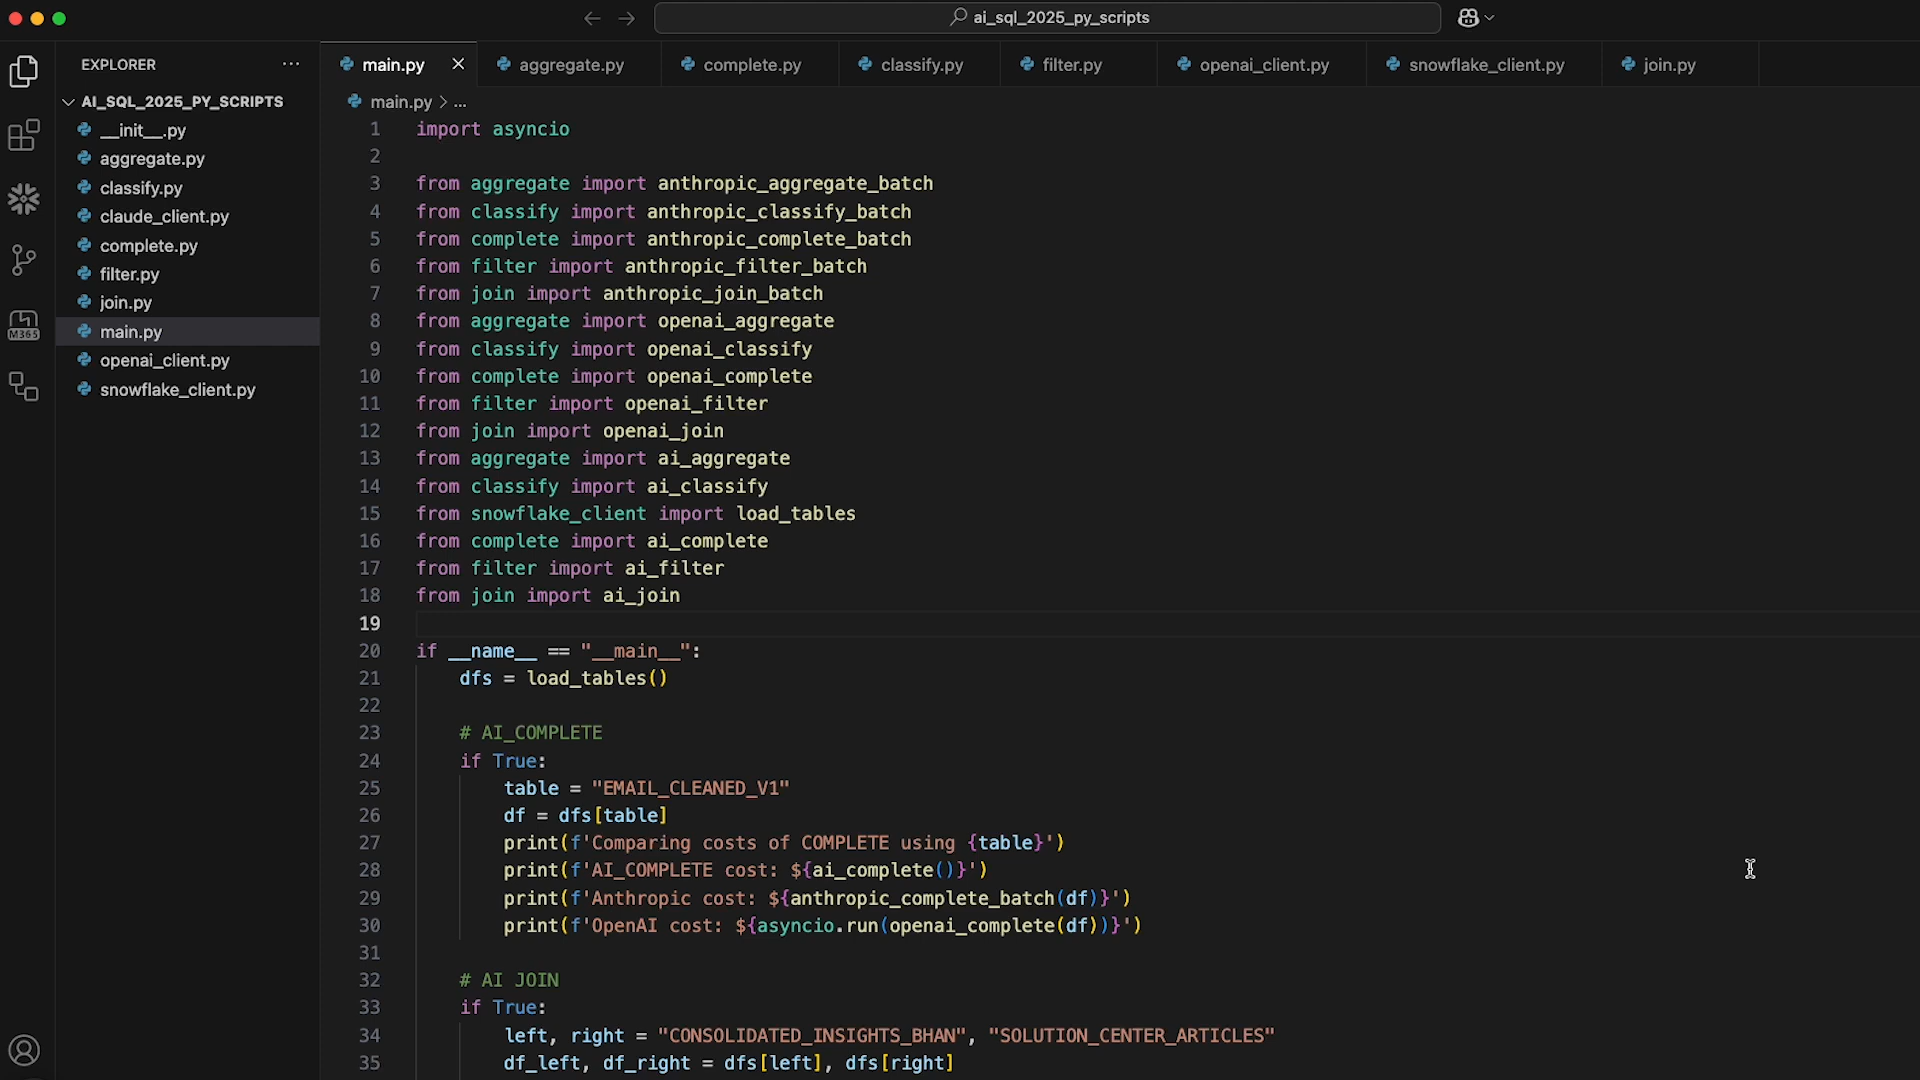 ai_sql_2025_py_scripts
EXPLORER
main.py
aggregate.py
complete.py
classify.py
filter.py
openai_client.py
snowflake_client.py
join.py
AI_SQL_2025_PY_SCRIPTS
__init__.py
aggregate.py
classify.py
claude_client.py
complete.py
filter.py
join.py
main.py
openai_client.py
snowflake_client.py
M365
main.py > ...
1 import asyncio
2
3 from aggregate import anthropic_aggregate_batch
4 from classify import anthropic_classify_batch
5 from complete import anthropic_complete_batch
6 from filter import anthropic_filter_batch
7 from join import anthropic_join_batch
8 from aggregate import openai_aggregate
9 from classify import openai_classify
10 from complete import openai_complete
11 from filter import openai_filter
12 from join import openai_join
13 from aggregate import ai_aggregate
14 from classify import ai_classify
15 from snowflake_client import load_tables
16 from complete import ai_complete
17 from filter import ai_filter
18 from join import ai_join
19
20 if __name__ == "__main__":
21 dfs = load_tables()
22
23 # AI_COMPLETE
24 if True:
25 table = "EMAIL_CLEANED_V1"
26 df = dfs[table]
27 print(f'Comparing costs of COMPLETE using {table}')
28 print(f'AI_COMPLETE cost: ${ai_complete()}')
29 print(f'Anthropic cost: ${anthropic_complete_batch(df)}')
30 print(f'OpenAI cost: ${asyncio.run(openai_complete(df))}')
31
32 # AI JOIN
33 if True:
34 left, right = "CONSOLIDATED_INSIGHTS_BHAN", "SOLUTION_CENTER_ARTICLES"
35 df_left, df_right = dfs[left], dfs[right]